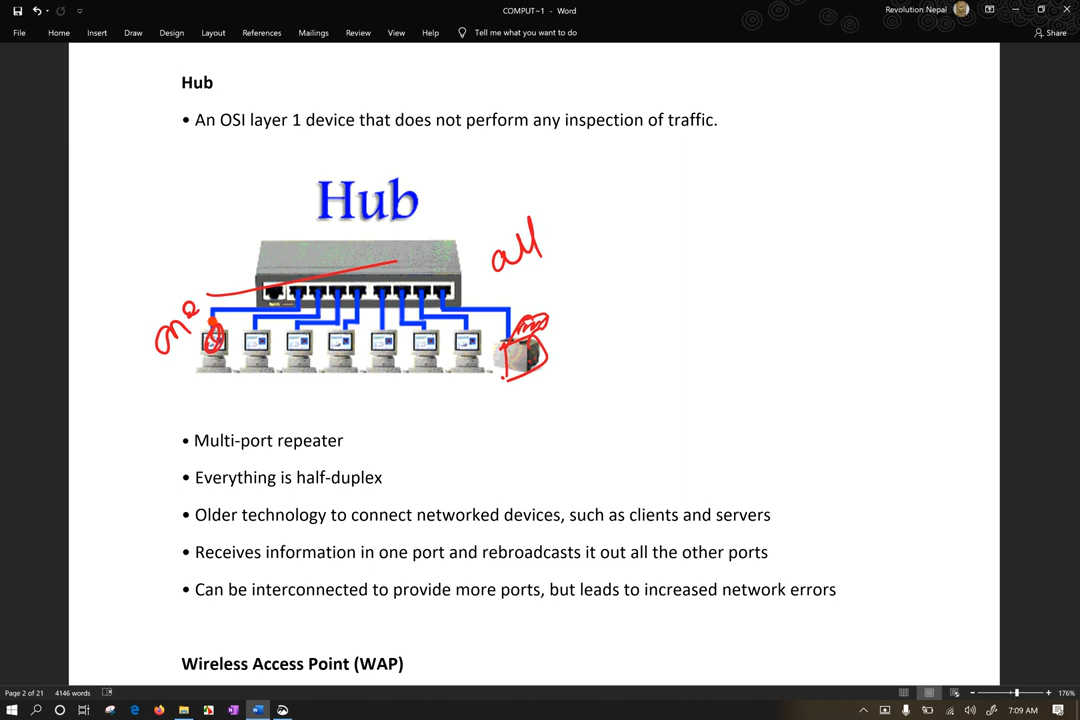 COMPUT~1 - Word
Revolution Nepal
File Home Insert Draw Design Layout References Mailings Review View Help Tell me what you want to do Share
Hub
• An OSI layer 1 device that does not perform any inspection of traffic.
Hub
all
one
• Multi-port repeater
• Everything is half-duplex
• Older technology to connect networked devices, such as clients and servers
• Receives information in one port and rebroadcasts it out all the other ports
• Can be interconnected to provide more ports, but leads to increased network errors
Wireless Access Point (WAP)
Page 2 of 21 4146 words 176%
7:09 AM